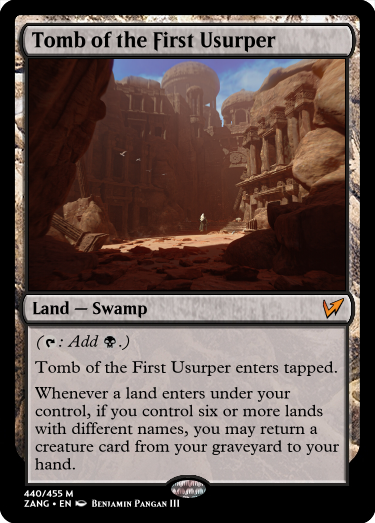 Tomb of the First Usurper
Land — Swamp
(T: Add B.)
Tomb of the First Usurper enters tapped.
Whenever a land enters under your
control, if you control six or more lands
with different names, you may return a
creature card from your graveyard to your
hand.
440/455 M
ZANG • EN Benjamin Pangan III